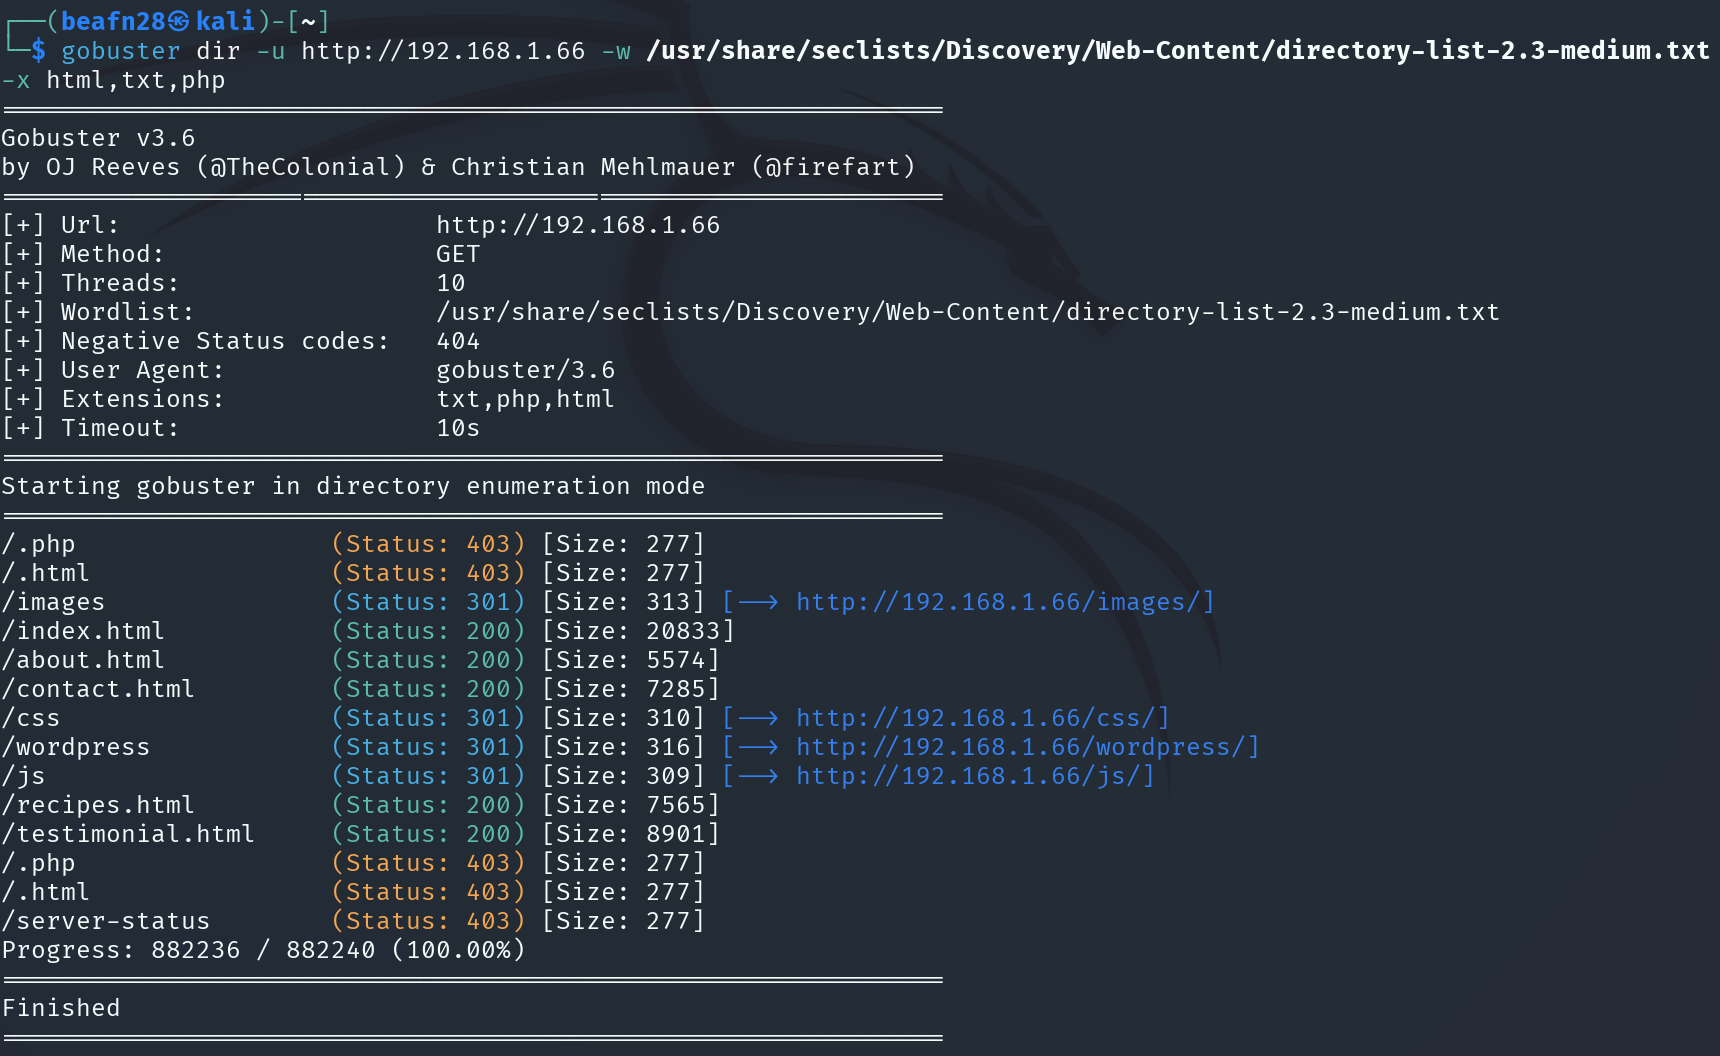 ┌──(beafn28㉿kali)-[~]
└─$ gobuster dir -u http://192.168.1.66 -w /usr/share/seclists/Discovery/Web-Content/directory-list-2.3-medium.txt
-x html,txt,php
===============================================================
Gobuster v3.6
by OJ Reeves (@TheColonial) & Christian Mehlmauer (@firefart)
===============================================================
[+] Url:                     http://192.168.1.66
[+] Method:                  GET
[+] Threads:                 10
[+] Wordlist:                /usr/share/seclists/Discovery/Web-Content/directory-list-2.3-medium.txt
[+] Negative Status codes:   404
[+] User Agent:              gobuster/3.6
[+] Extensions:              txt,php,html
[+] Timeout:                 10s
===============================================================
Starting gobuster in directory enumeration mode
===============================================================
/.php                 (Status: 403) [Size: 277]
/.html                (Status: 403) [Size: 277]
/images               (Status: 301) [Size: 313] [--> http://192.168.1.66/images/]
/index.html           (Status: 200) [Size: 20833]
/about.html           (Status: 200) [Size: 5574]
/contact.html         (Status: 200) [Size: 7285]
/css                  (Status: 301) [Size: 310] [--> http://192.168.1.66/css/]
/wordpress            (Status: 301) [Size: 316] [--> http://192.168.1.66/wordpress/]
/js                   (Status: 301) [Size: 309] [--> http://192.168.1.66/js/]
/recipes.html         (Status: 200) [Size: 7565]
/testimonial.html     (Status: 200) [Size: 8901]
/.php                 (Status: 403) [Size: 277]
/.html                (Status: 403) [Size: 277]
/server-status        (Status: 403) [Size: 277]
Progress: 882236 / 882240 (100.00%)
===============================================================
Finished
===============================================================